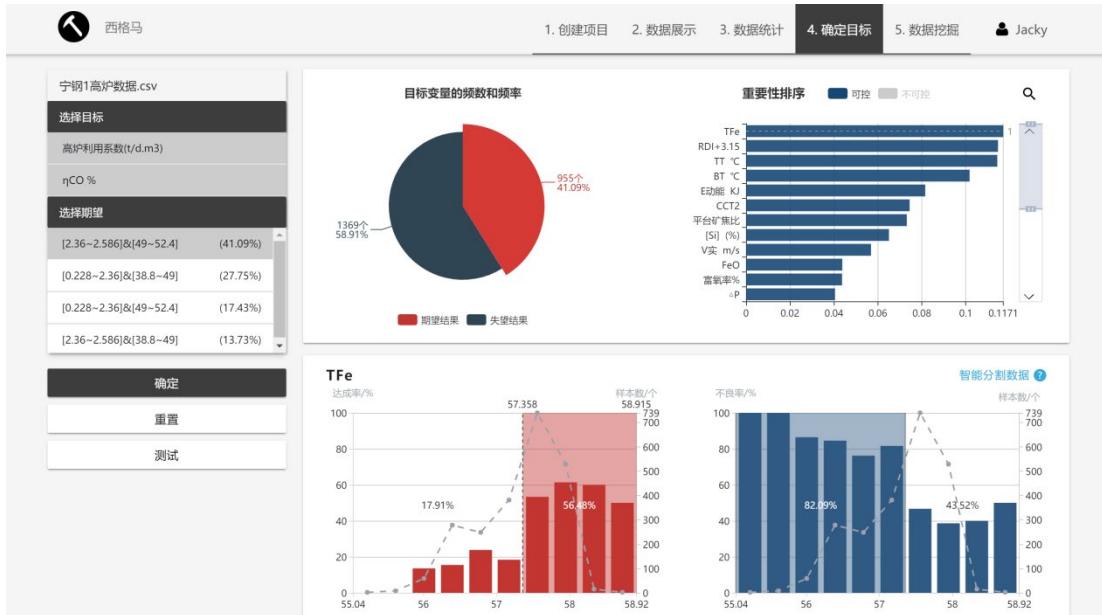 西格马
1. 创建项目 2. 数据展示 3. 数据统计 4. 确定目标 5. 数据挖掘 Jacky
宁钢1高炉数据.csv
选择目标
高炉利用系数(t/d.m3)
ηCO %
选择期望
[2.36~2.586]&[49~52.4] (41.09%)
[0.228~2.36]&[38.8~49] (27.75%)
[0.228~2.36]&[49~52.4] (17.43%)
[2.36~2.586]&[38.8~49] (13.73%)
确定
重置
测试
目标变量的频数和频率
955个
41.09%
1369个
58.91%
期望结果 失望结果
重要性排序 可控 不可控
TFe
1
RDI+3.15
TT ℃
BT ℃
E动能 KJ
CCT2
平台矿焦比
[Si] (%)
V实 m/s
FeO
富氧率%
△P
0 0.02 0.04 0.06 0.08 0.1 0.1171
TFe
智能分割数据 ?
达成率/% 样本数/个
57.358 58.915
100 739
700
80 600
500
60 400
40 300
200
20 100
0 0
17.91% 56.48%
55.04 56 57 58 58.92
不良率/% 样本数/个
100 739
700
80 600
500
60 400
40 300
200
20 100
0 0
82.09% 43.52%
55.04 56 57 58 58.92